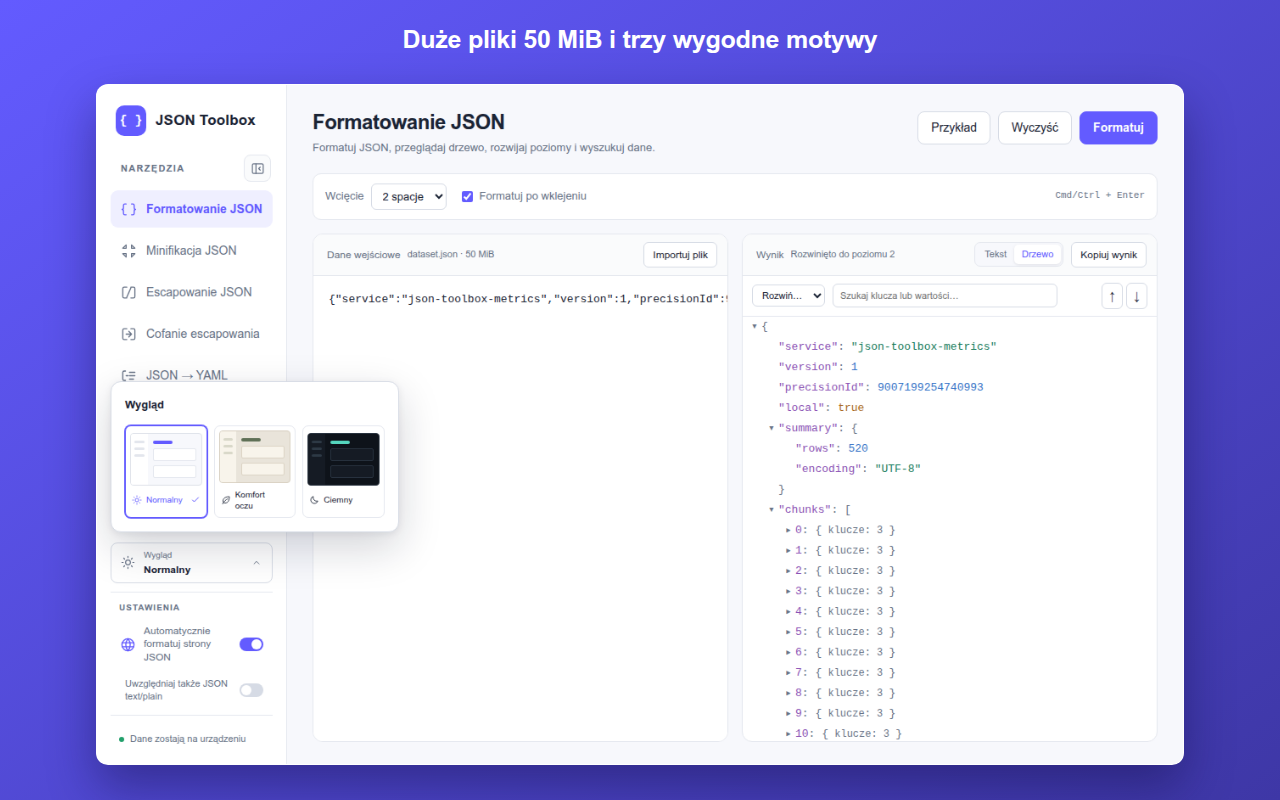 Duże pliki 50 MiB i trzy wygodne motywy
{ } JSON Toolbox
NARZĘDZIA
{ } Formatowanie JSON
Minifikacja JSON
Escapowanie JSON
Cofanie escapowania
JSON → YAML
Wygląd
Normalny
Komfort oczu
Ciemny
Wygląd
Normalny
USTAWIENIA
Automatycznie
formatuj strony
JSON
Uwzględniaj także JSON
text/plain
Dane zostają na urządzeniu
Formatowanie JSON
Formatuj JSON, przeglądaj drzewo, rozwijaj poziomy i wyszukuj dane.
Przykład
Wyczyść
Formatuj
Wcięcie
2 spacje
Formatuj po wklejeniu
Cmd/Ctrl + Enter
Dane wejściowe dataset.json · 50 MiB
Importuj plik
{"service":"json-toolbox-metrics","version":1,"precisionId":
Wynik Rozwinięto do poziomu 2
Tekst
Drzewo
Kopiuj wynik
Rozwiń…
Szukaj klucza lub wartości…
↑ ↓
▾ {
"service": "json-toolbox-metrics"
"version": 1
"precisionId": 9007199254740993
"local": true
▾ "summary": {
"rows": 520
"encoding": "UTF-8"
}
▾ "chunks": [
▸ 0: { klucze: 3 }
▸ 1: { klucze: 3 }
▸ 2: { klucze: 3 }
▸ 3: { klucze: 3 }
▸ 4: { klucze: 3 }
▸ 5: { klucze: 3 }
▸ 6: { klucze: 3 }
▸ 7: { klucze: 3 }
▸ 8: { klucze: 3 }
▸ 9: { klucze: 3 }
▸ 10: { klucze: 3 }